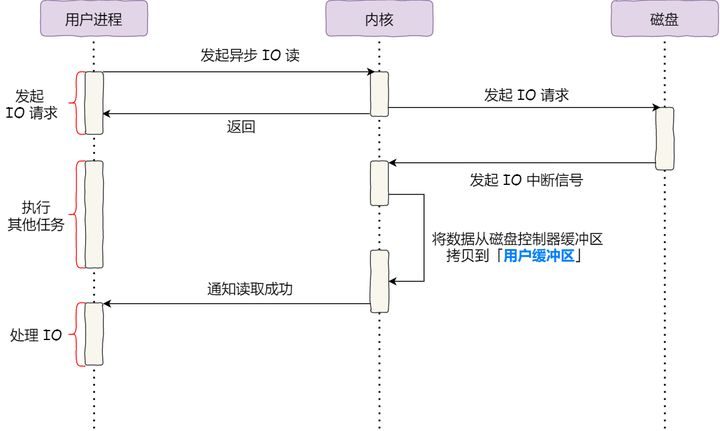 用户进程
内核
磁盘
发起异步 IO 读
发起
IO 请求
发起 IO 请求
返回
发起 IO 中断信号
执行
其他任务
将数据从磁盘控制器缓冲区
拷贝到「用户缓冲区」
通知读取成功
处理 IO